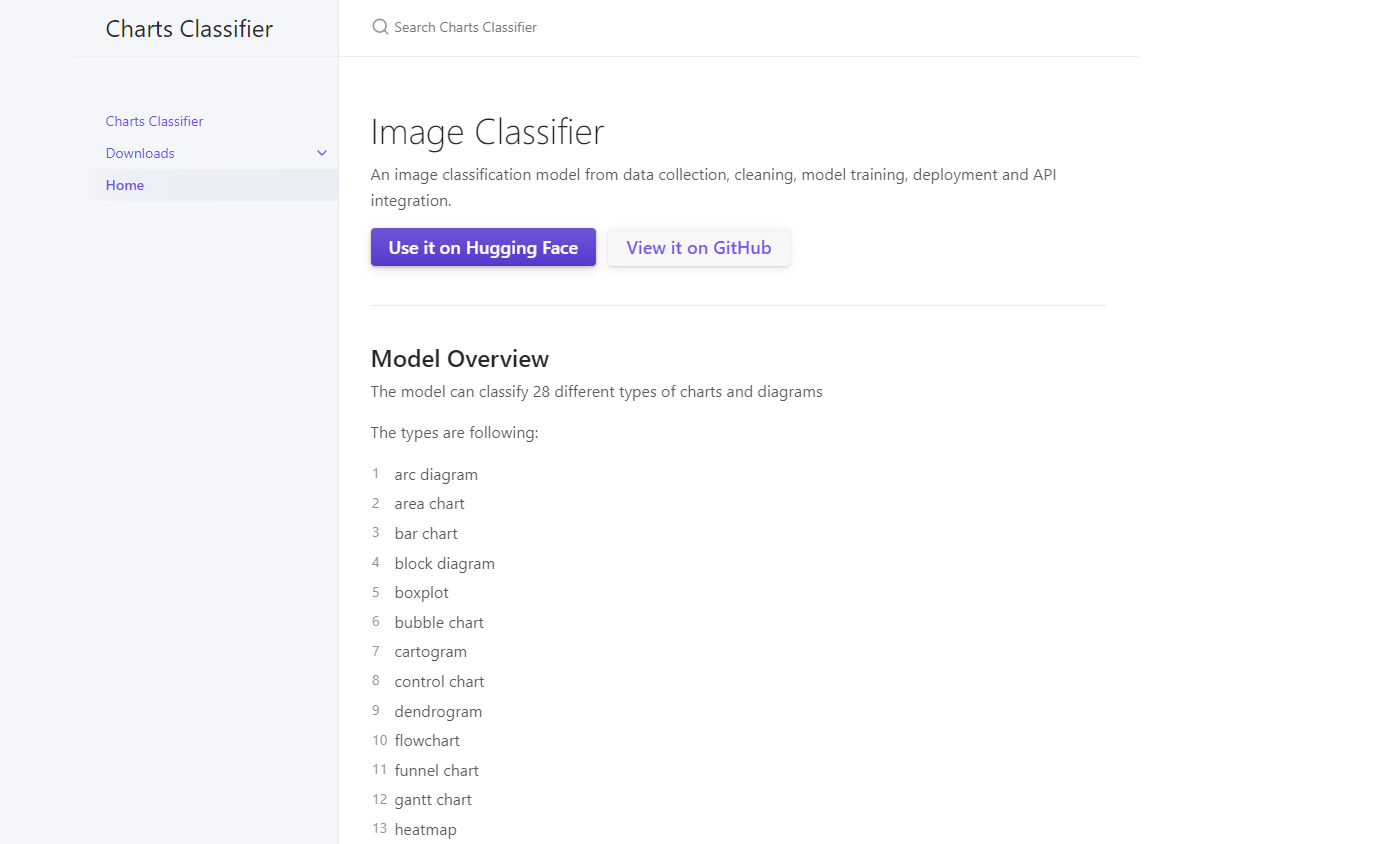 Charts Classifier
Search Charts Classifier
Charts Classifier
Downloads
Home
Image Classifier
An image classification model from data collection, cleaning, model training, deployment and API
integration.
Use it on Hugging Face
View it on GitHub
Model Overview
The model can classify 28 different types of charts and diagrams
The types are following:
1 arc diagram
2 area chart
3 bar chart
4 block diagram
5 boxplot
6 bubble chart
7 cartogram
8 control chart
9 dendrogram
10 flowchart
11 funnel chart
12 gantt chart
13 heatmap